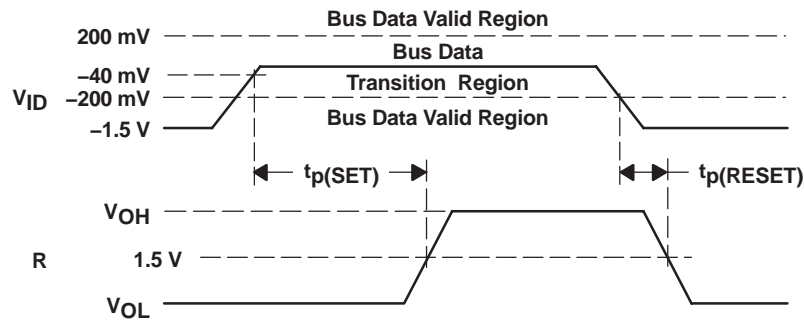 Bus Data Valid Region
200 mV
Bus Data
–40 mV
Transition Region
VID
–200 mV
Bus Data Valid Region
–1.5 V
tp(SET)
tp(RESET)
VOH
R
1.5 V
VOL